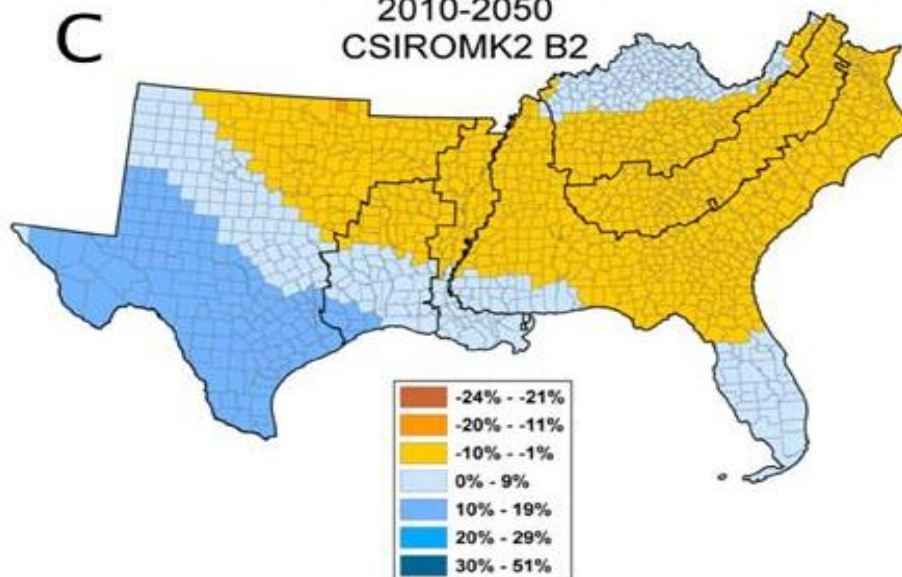 C
2010-2050
CSIROMK2 B2
-24% - -21%
-20% - -11%
-10% - -1%
0% - 9%
10% - 19%
20% - 29%
30% - 51%